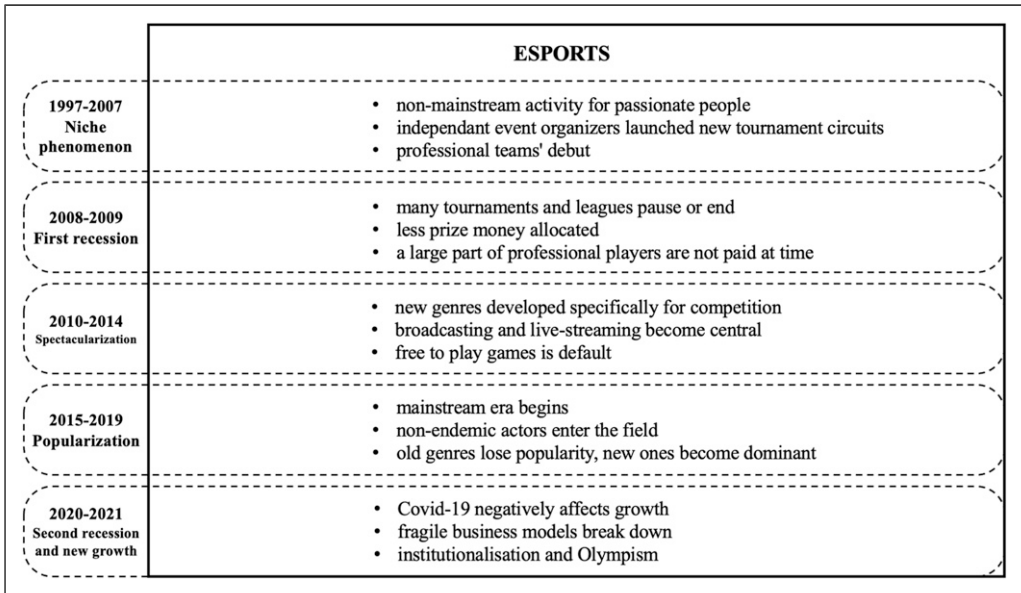 ESPORTS
1997-2007
Niche
phenomenon
• non-mainstream activity for passionate people
• independant event organizers launched new tournament circuits
• professional teams' debut
2008-2009
First recession
• many tournaments and leagues pause or end
• less prize money allocated
• a large part of professional players are not paid at time
2010-2014
Spectacularization
• new genres developed specifically for competition
• broadcasting and live-streaming become central
• free to play games is default
2015-2019
Popularization
• mainstream era begins
• non-endemic actors enter the field
• old genres lose popularity, new ones become dominant
2020-2021
Second recession
and new growth
• Covid-19 negatively affects growth
• fragile business models break down
• institutionalisation and Olympism